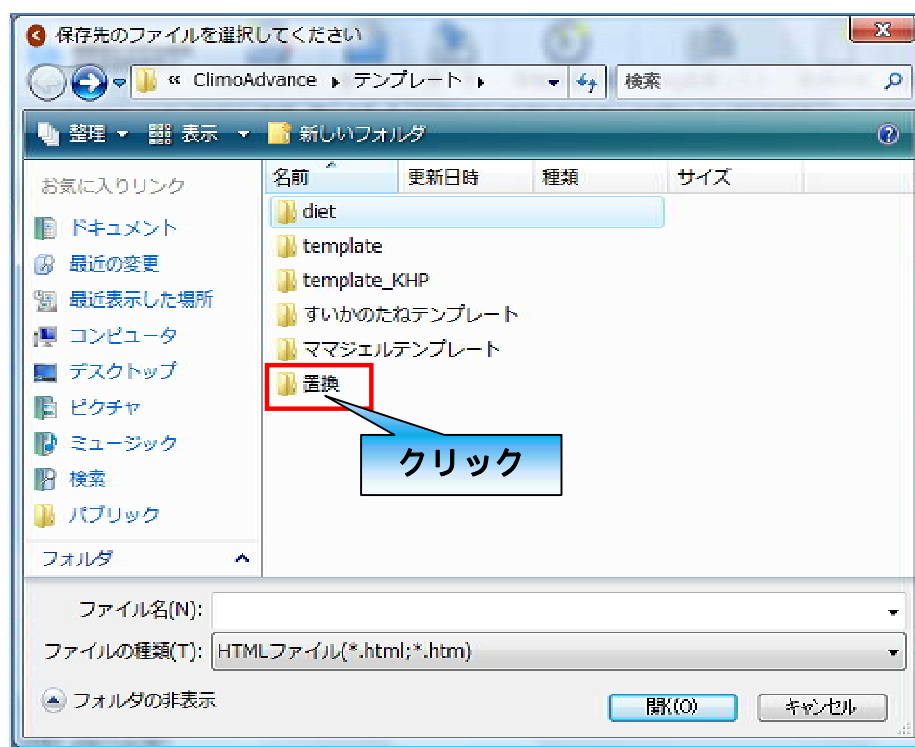 保存先のファイルを選択してください
« ClimoAdvance ▸ テンプレート ▸
検索
整理 表示 新しいフォルダ
お気に入りリンク
ドキュメント
最近の変更
最近表示した場所
コンピュータ
デスクトップ
ピクチャ
ミュージック
検索
パブリック
フォルダ
名前 更新日時 種類 サイズ
diet
template
template_KHP
すいかのたねテンプレート
ママジェルテンプレート
置換
クリック
ファイル名(N):
ファイルの種類(T): HTMLファイル(*.html;*.htm)
フォルダの非表示
開く(O) キャンセル